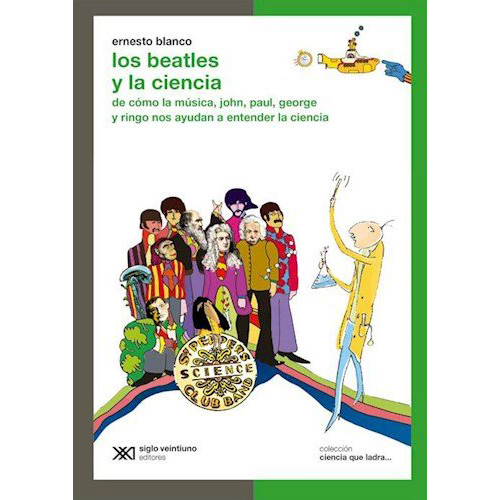 ernesto blanco
los beatles
y la ciencia
de cómo la música, john, paul, george
y ringo nos ayudan a entender la ciencia
SGT PEPPERS
SCIENCE
CLUB BAND
siglo veintiuno
editores
colección
ciencia que ladra...